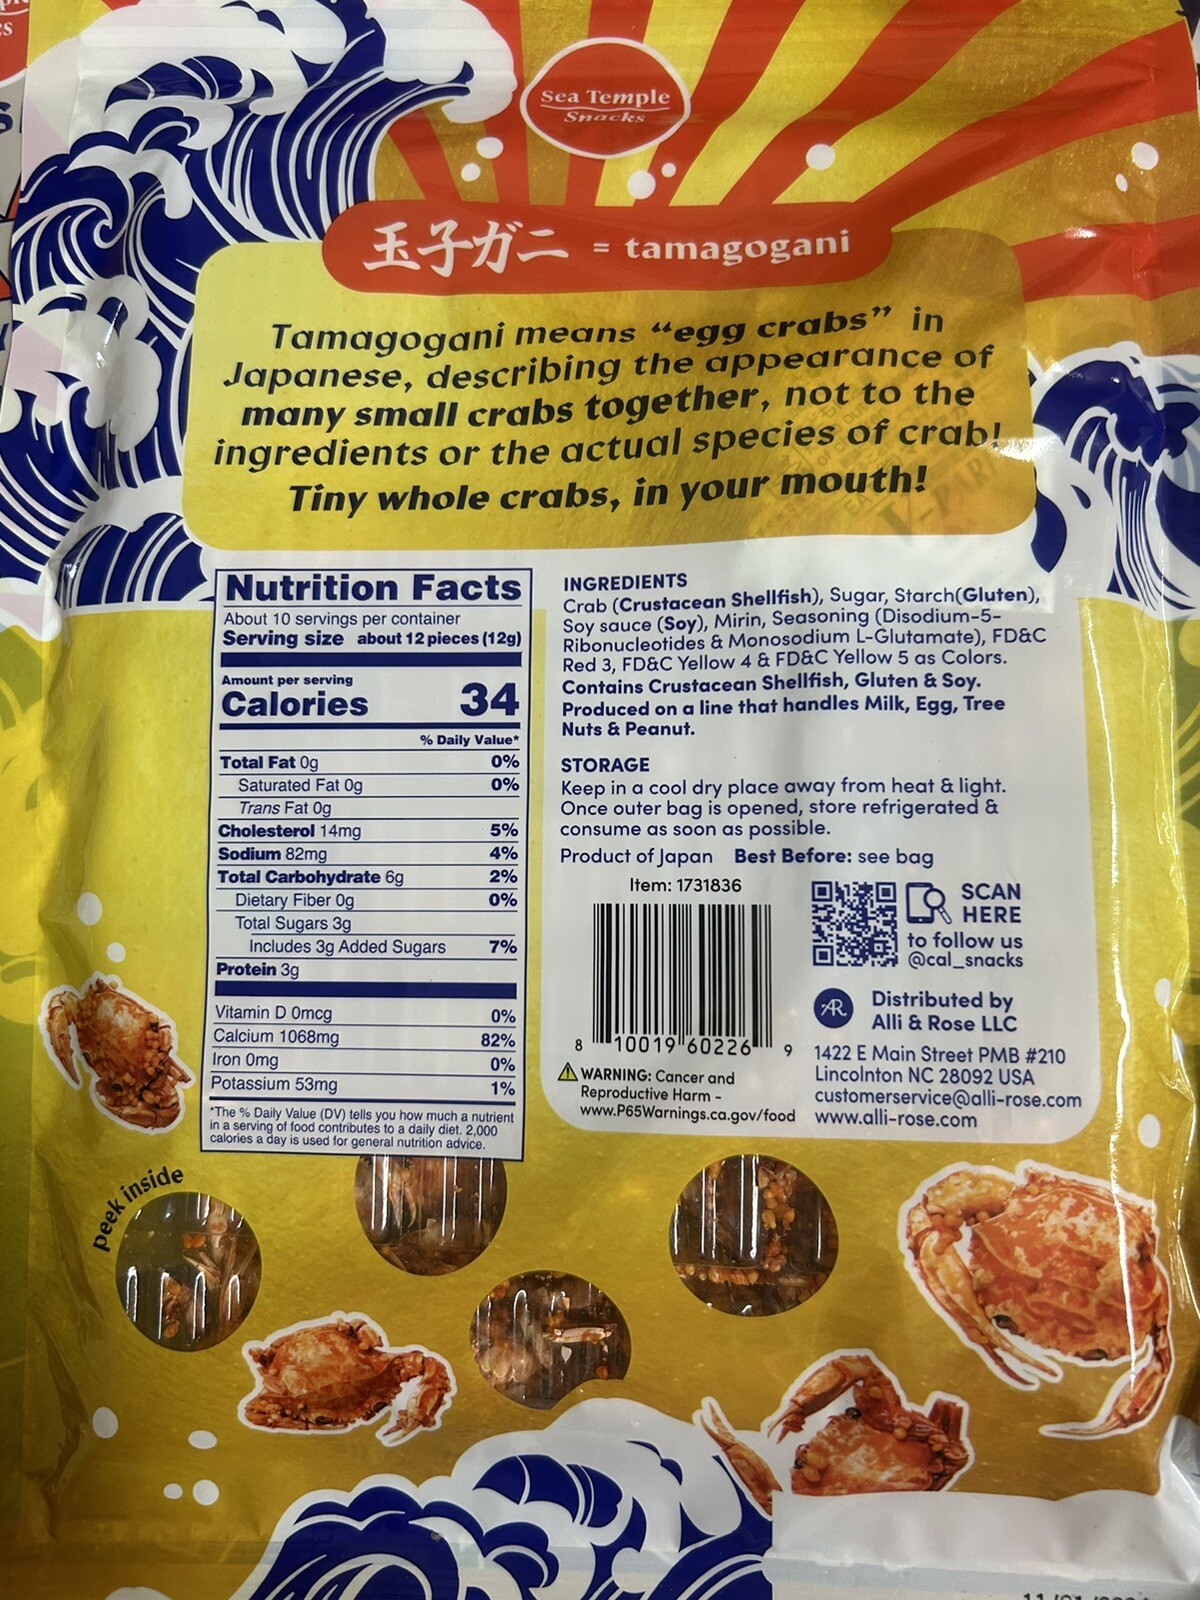 Sea Temple
Snacks
玉子ガニ = tamagogani
Tamagogani means “egg crabs” in
Japanese, describing the appearance of
many small crabs together, not to the
ingredients or the actual species of crab!
Tiny whole crabs, in your mouth!
Nutrition Facts
About 10 servings per container
Serving size about 12 pieces (12g)
Amount per serving
Calories 34
% Daily Value*
Total Fat 0g 0%
Saturated Fat 0g 0%
Trans Fat 0g
Cholesterol 14mg 5%
Sodium 82mg 4%
Total Carbohydrate 6g 2%
Dietary Fiber 0g 0%
Total Sugars 3g
Includes 3g Added Sugars 7%
Protein 3g
Vitamin D 0mcg 0%
Calcium 1068mg 82%
Iron 0mg 0%
Potassium 53mg 1%
*The % Daily Value (DV) tells you how much a nutrient
in a serving of food contributes to a daily diet. 2,000
calories a day is used for general nutrition advice.
INGREDIENTS
Crab (Crustacean Shellfish), Sugar, Starch(Gluten),
Soy sauce (Soy), Mirin, Seasoning (Disodium-5-
Ribonucleotides & Monosodium L-Glutamate), FD&C
Red 3, FD&C Yellow 4 & FD&C Yellow 5 as Colors.
Contains Crustacean Shellfish, Gluten & Soy.
Produced on a line that handles Milk, Egg, Tree
Nuts & Peanut.
STORAGE
Keep in a cool dry place away from heat & light.
Once outer bag is opened, store refrigerated &
consume as soon as possible.
Product of Japan Best Before: see bag
Item: 1731836
8 10019 60226 9
WARNING: Cancer and
Reproductive Harm -
www.P65Warnings.ca.gov/food
SCAN
HERE
to follow us
@cal_snacks
AR
Distributed by
Alli & Rose LLC
1422 E Main Street PMB #210
Lincolnton NC 28092 USA
customerservice@alli-rose.com
www.alli-rose.com
peek inside